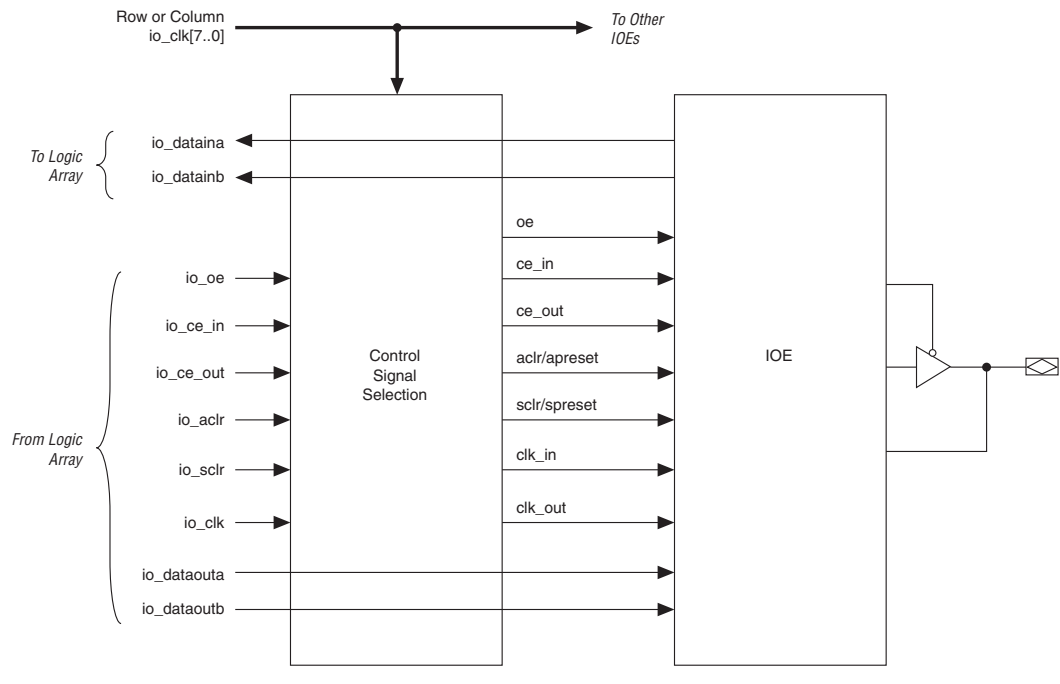 Row or Column
io_clk[7..0]
To Other
IOEs
To Logic
Array
io_dataina
io_datainb
oe
ce_in
ce_out
aclr/apreset
sclr/spreset
clk_in
clk_out
From Logic
Array
io_oe
io_ce_in
io_ce_out
io_aclr
io_sclr
io_clk
io_dataouta
io_dataoutb
Control
Signal
Selection
IOE